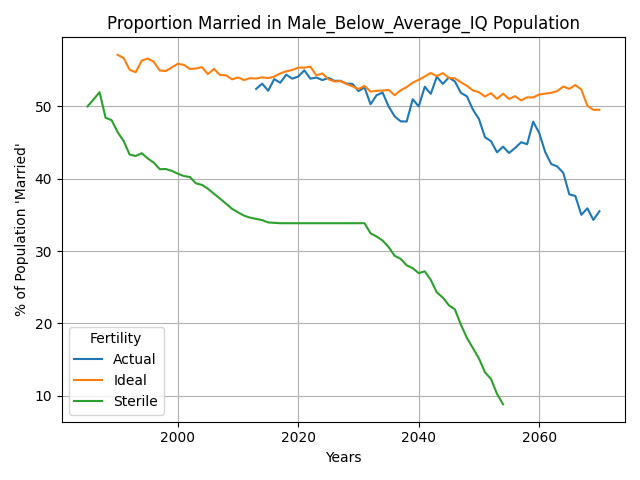 Proportion Married in Male_Below_Average_IQ Population
% of Population 'Married'
50
40
30
20
10
Fertility
Actual
Ideal
Sterile
2000
2020
2040
2060
Years